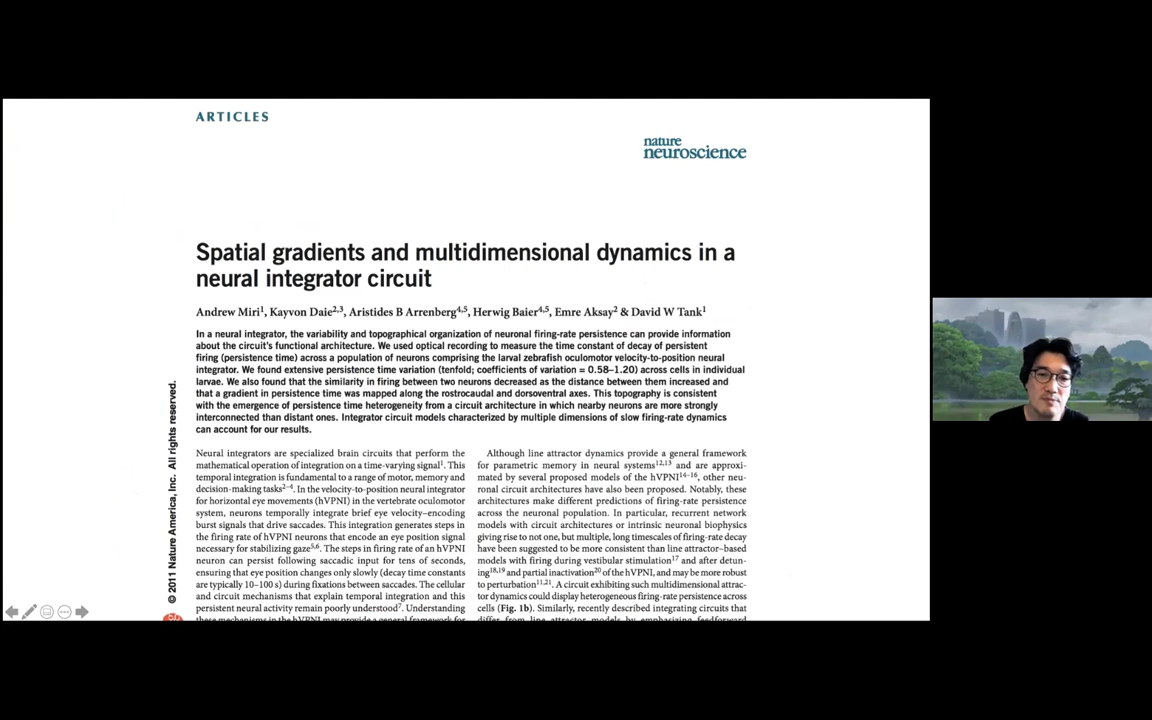 ARTICLES
nature
neuroscience
Spatial gradients and multidimensional dynamics in a
neural integrator circuit
Andrew Miri1, Kayvon Daie2,3, Aristides B Arrenberg4,5, Herwig Baier4,5, Emre Aksay2 & David W Tank1
In a neural integrator, the variability and topographical organization of neuronal firing-rate persistence can provide information
about the circuit's functional architecture. We used optical recording to measure the time constant of decay of persistent
firing (persistence time) across a population of neurons comprising the larval zebrafish oculomotor velocity-to-position neural
integrator. We found extensive persistence time variation (tenfold; coefficients of variation = 0.58–1.20) across cells in individual
larvae. We also found that the similarity in firing between two neurons decreased as the distance between them increased and
that a gradient in persistence time was mapped along the rostrocaudal and dorsoventral axes. This topography is consistent
with the emergence of persistence time heterogeneity from a circuit architecture in which nearby neurons are more strongly
interconnected than distant ones. Integrator circuit models characterized by multiple dimensions of slow firing-rate dynamics
can account for our results.
Neural integrators are specialized brain circuits that perform the
mathematical operation of integration on a time-varying signal1. This
temporal integration is fundamental to a range of motor, memory and
decision-making tasks2–4. In the velocity-to-position neural integrator
for horizontal eye movements (hVPNI) in the vertebrate oculomotor
system, neurons temporally integrate brief eye velocity–encoding
burst signals that drive saccades. This integration generates steps in
the firing rate of hVPNI neurons that encode an eye position signal
necessary for stabilizing gaze5,6. The steps in firing rate of an hVPNI
neuron can persist following saccadic input for tens of seconds,
ensuring that eye position changes only slowly (decay time constants
are typically 10–100 s) during fixations between saccades. The cellular
and circuit mechanisms that explain temporal integration and this
persistent neural activity remain poorly understood7. Understanding
these mechanisms in the hVPNI may provide a general framework for
Although line attractor dynamics provide a general framework
for parametric memory in neural systems12,13 and are approxi-
mated by several proposed models of the hVPNI14–16, other neu-
ronal circuit architectures have also been proposed. Notably, these
architectures make different predictions of firing-rate persistence
across the neuronal population. In particular, recurrent network
models with circuit architectures or intrinsic neuronal biophysics
giving rise to not one, but multiple, long timescales of firing-rate decay
have been suggested to be more consistent than line attractor–based
models with firing during vestibular stimulation17 and after detun-
ing18,19 and partial inactivation20 of the hVPNI, and may be more robust
to perturbation11,21. A circuit exhibiting such multidimensional attrac-
tor dynamics could display heterogeneous firing-rate persistence across
cells (Fig. 1b). Similarly, recently described integrating circuits that
differ from line attractor models by emphasizing feedforward
© 2011 Nature America, Inc. All rights reserved.